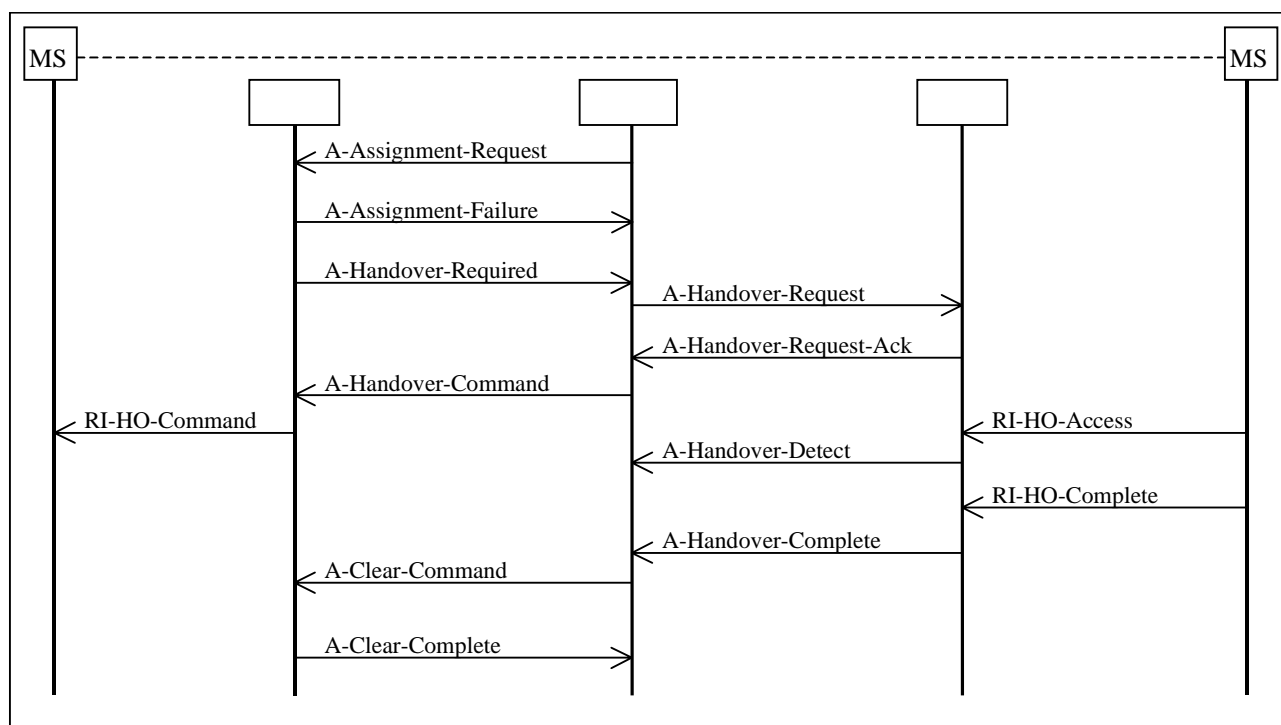 MS
MS
A-Assignment-Request
A-Assignment-Failure
A-Handover-Required
A-Handover-Request
A-Handover-Request-Ack
A-Handover-Command
RI-HO-Command
RI-HO-Access
A-Handover-Detect
RI-HO-Complete
A-Handover-Complete
A-Clear-Command
A-Clear-Complete